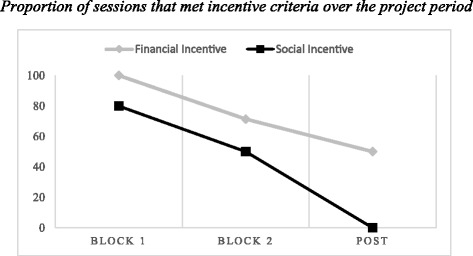 Proportion of sessions that met incentive criteria over the project period
Financial Incentive Social Incentive
100
80
60
40
20
0
BLOCK 1 BLOCK 2 POST